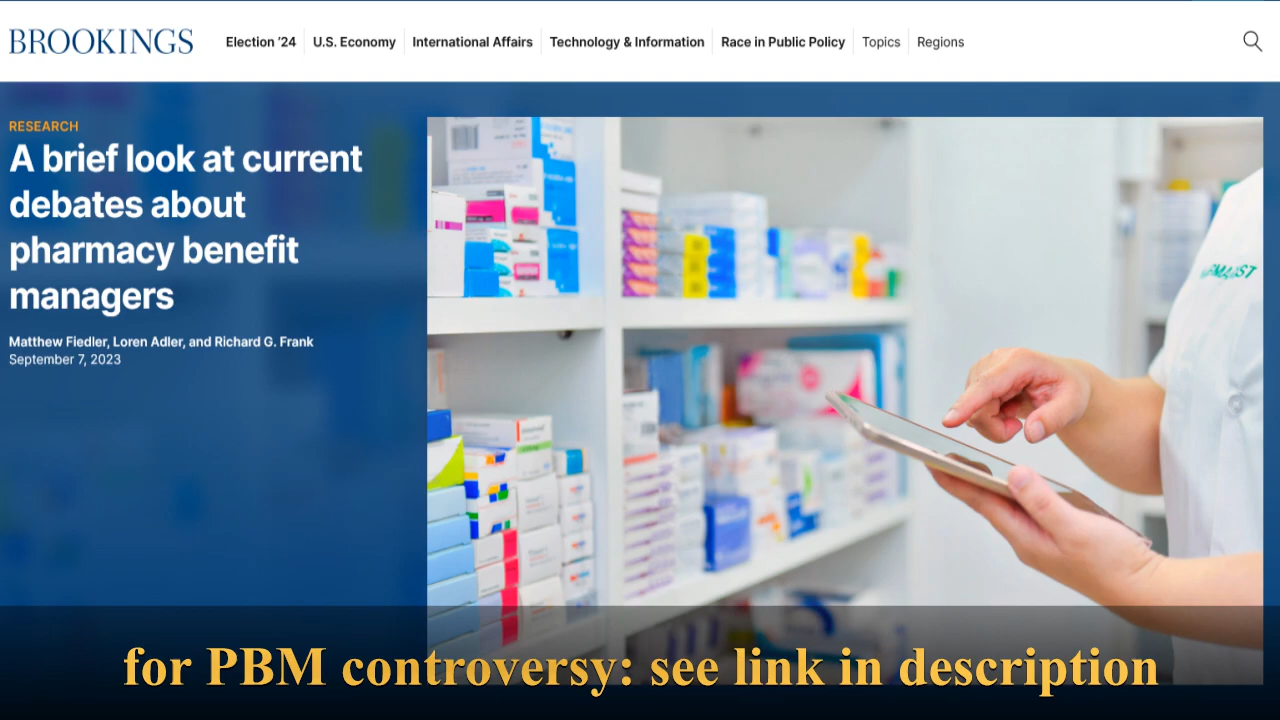 BROOKINGS
Election ’24
U.S. Economy
International Affairs
Technology & Information
Race in Public Policy
Topics
Regions
RESEARCH
A brief look at current
debates about
pharmacy benefit
managers
Matthew Fiedler, Loren Adler, and Richard G. Frank
September 7, 2023
for PBM controversy: see link in description